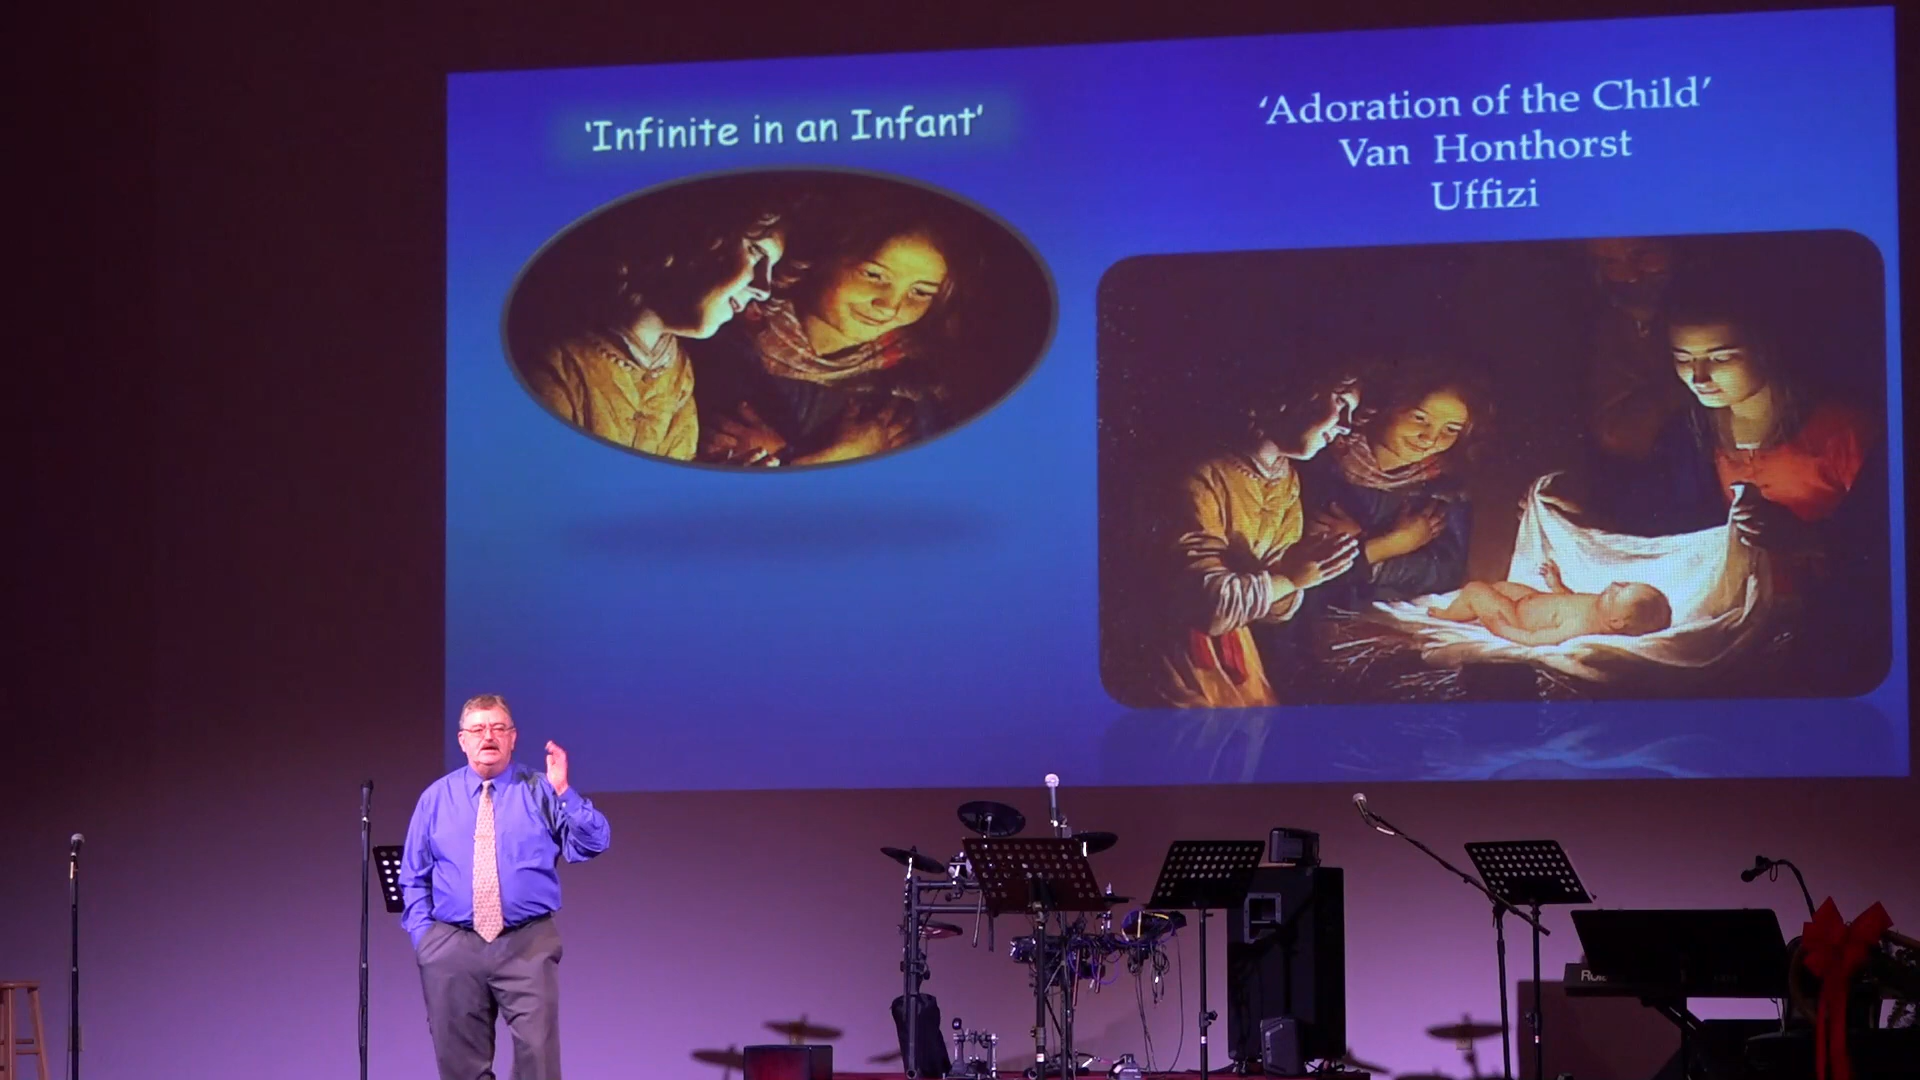 'Infinite in an Infant'
'Adoration of the Child'
Van Honthorst
Uffizi